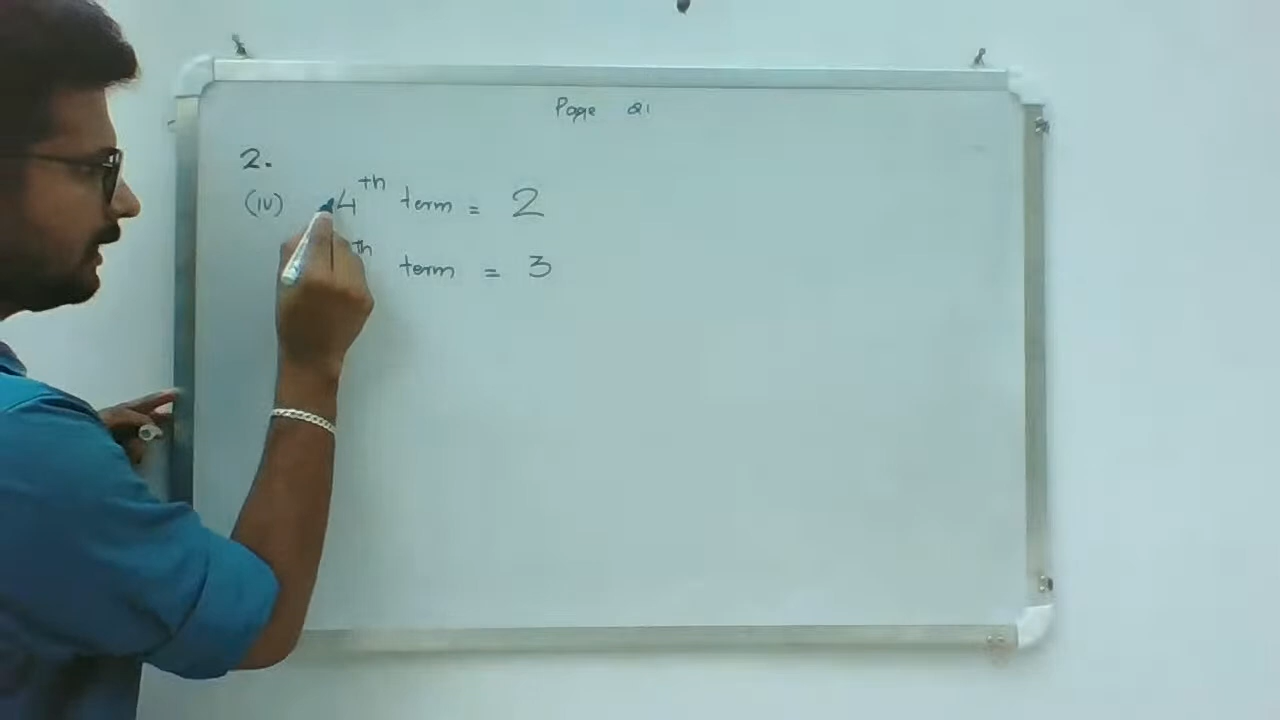 Page 21
2.
(iv) 4th term = 2
th term = 3